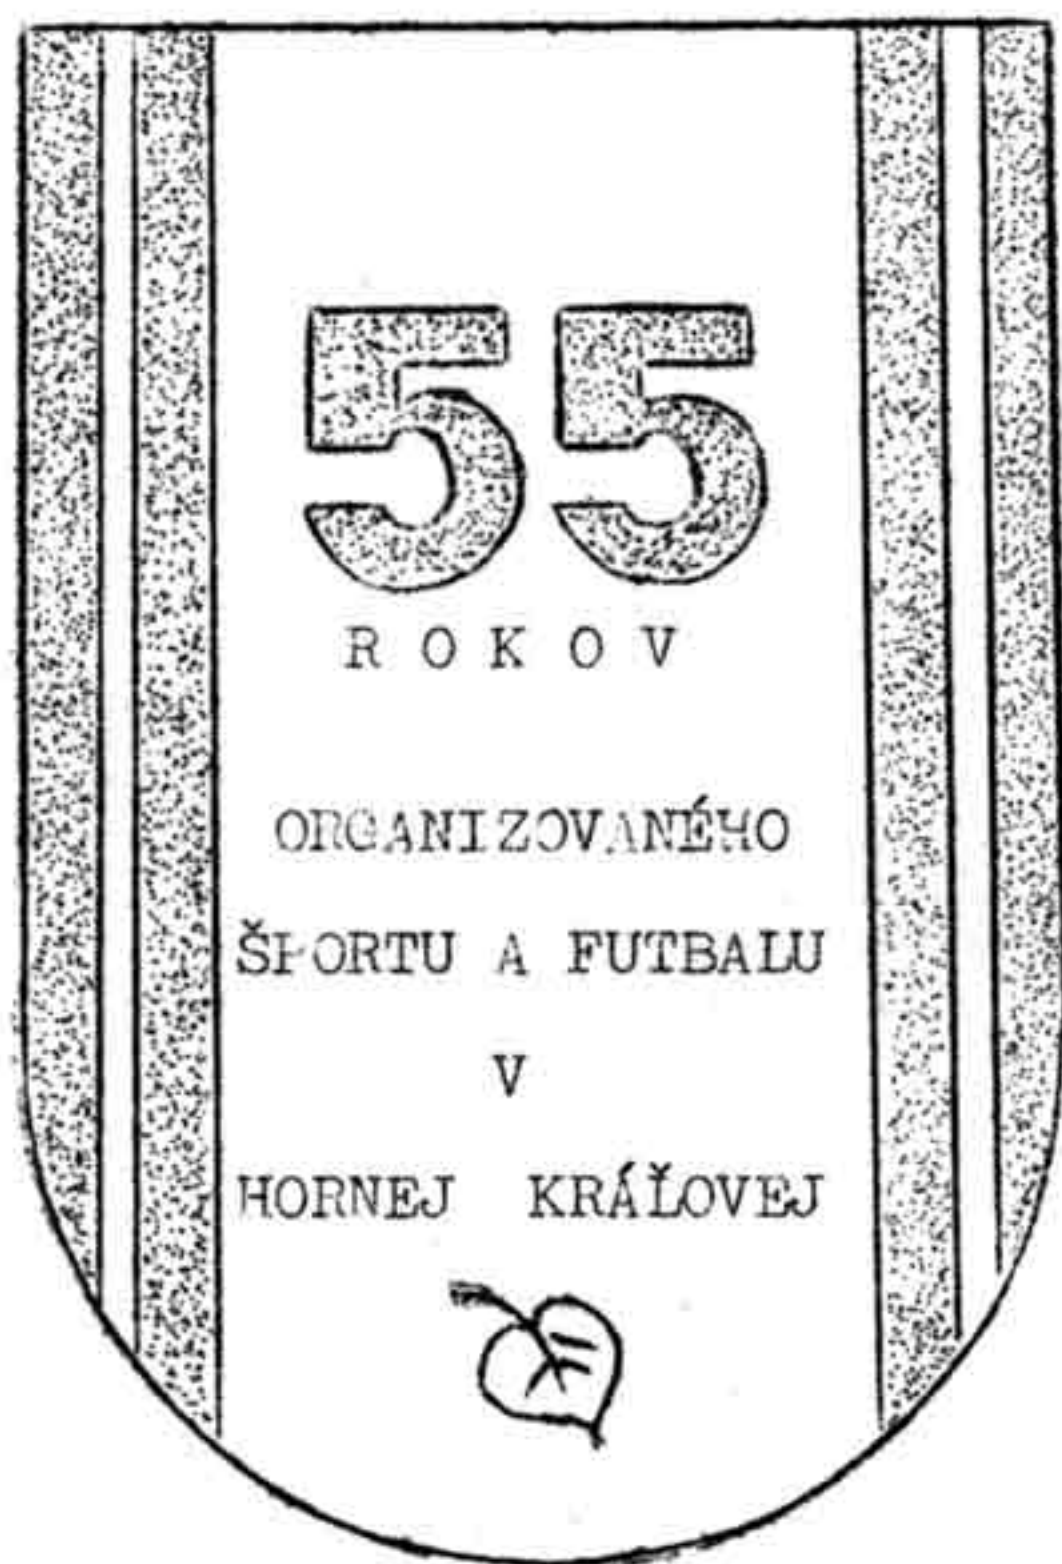 55
ROKOV
ORGANIZOVANÉHO
ŠPORTU A FUTBALU
V
HORNEJ KRÁĽOVEJ